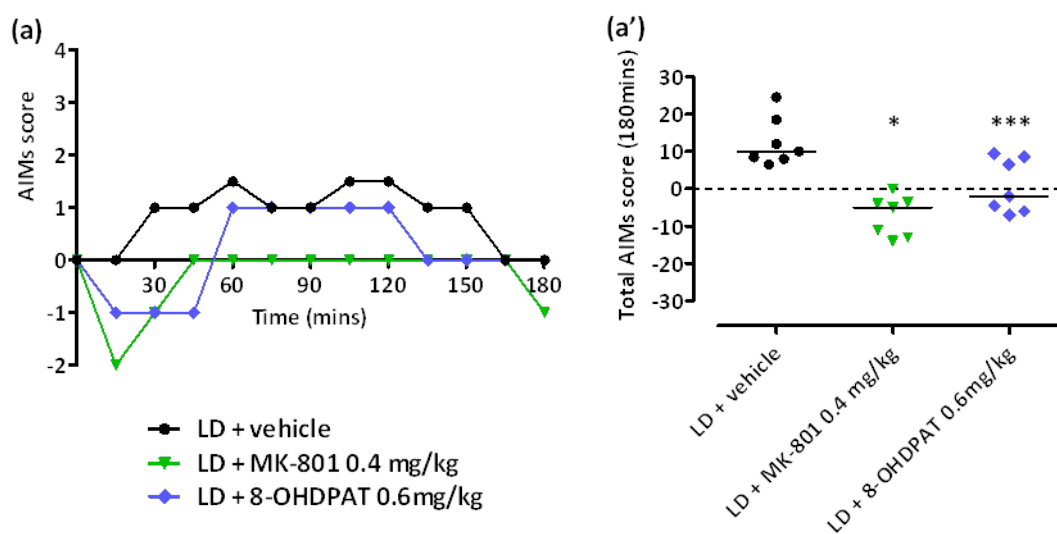 (a)
4
3
2
1
0
-1
-2
AIMs score
30 60 90 120 150 180
Time (mins)
LD + vehicle
LD + MK-801 0.4 mg/kg
LD + 8-OHDPAT 0.6mg/kg
(a')
30
20
10
0
-10
-20
-30
Total AIMs score (180mins)
* ***
LD + vehicle
LD + MK-801 0.4 mg/kg
LD + 8-OHDPAT 0.6mg/kg